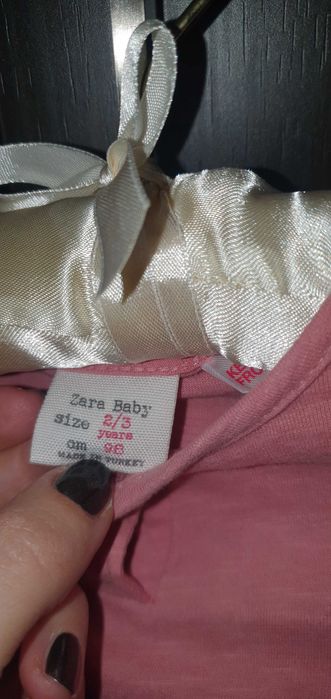 Zara Baby
size 2/3
years
cm 98
MADE IN TURKEY